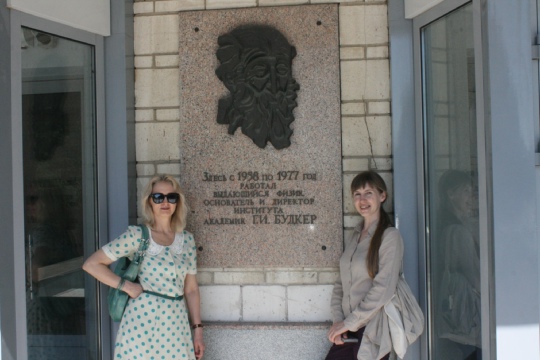 Здесь с 1958 по 1977 год
работал
выдающийся физик,
основатель и директор
института
академик Г.И. БУДКЕР